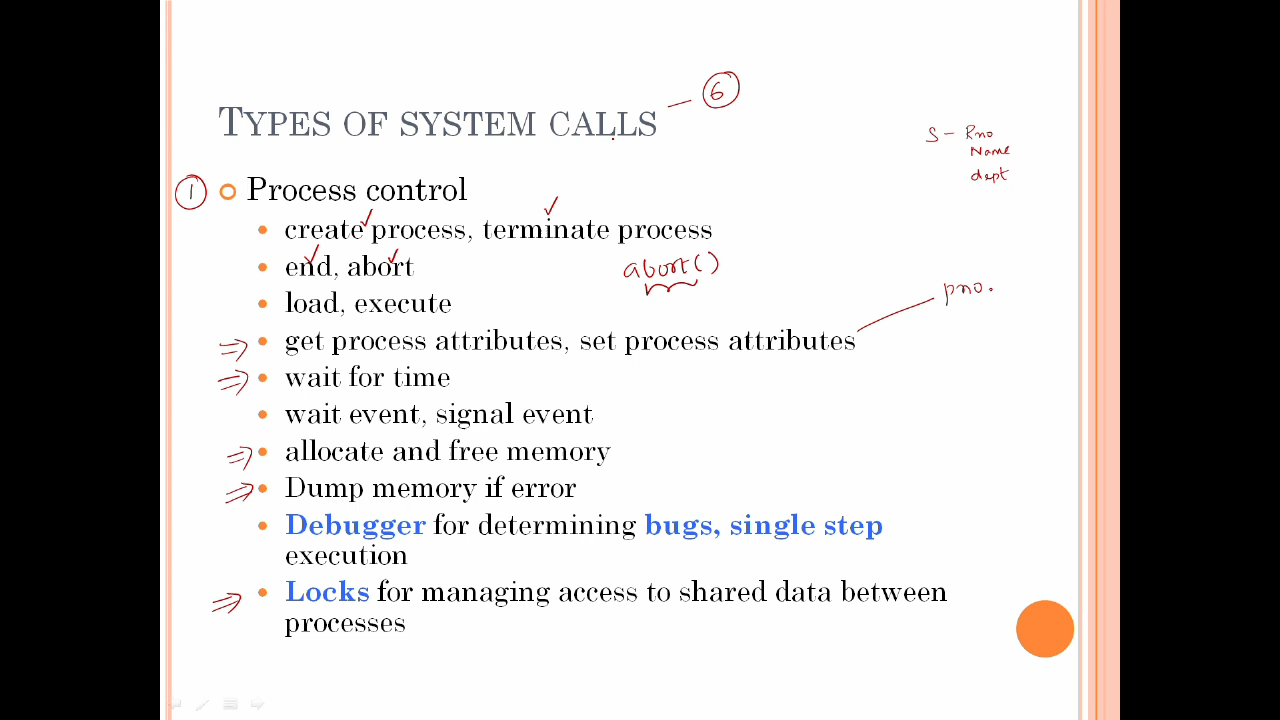 TYPES OF SYSTEM CALLS — 6
S - Rno
Name
dept
1 Process control
create process, terminate process
end, abort
abort()
load, execute
pno.
get process attributes, set process attributes
wait for time
wait event, signal event
allocate and free memory
Dump memory if error
Debugger for determining bugs, single step
execution
Locks for managing access to shared data between
processes